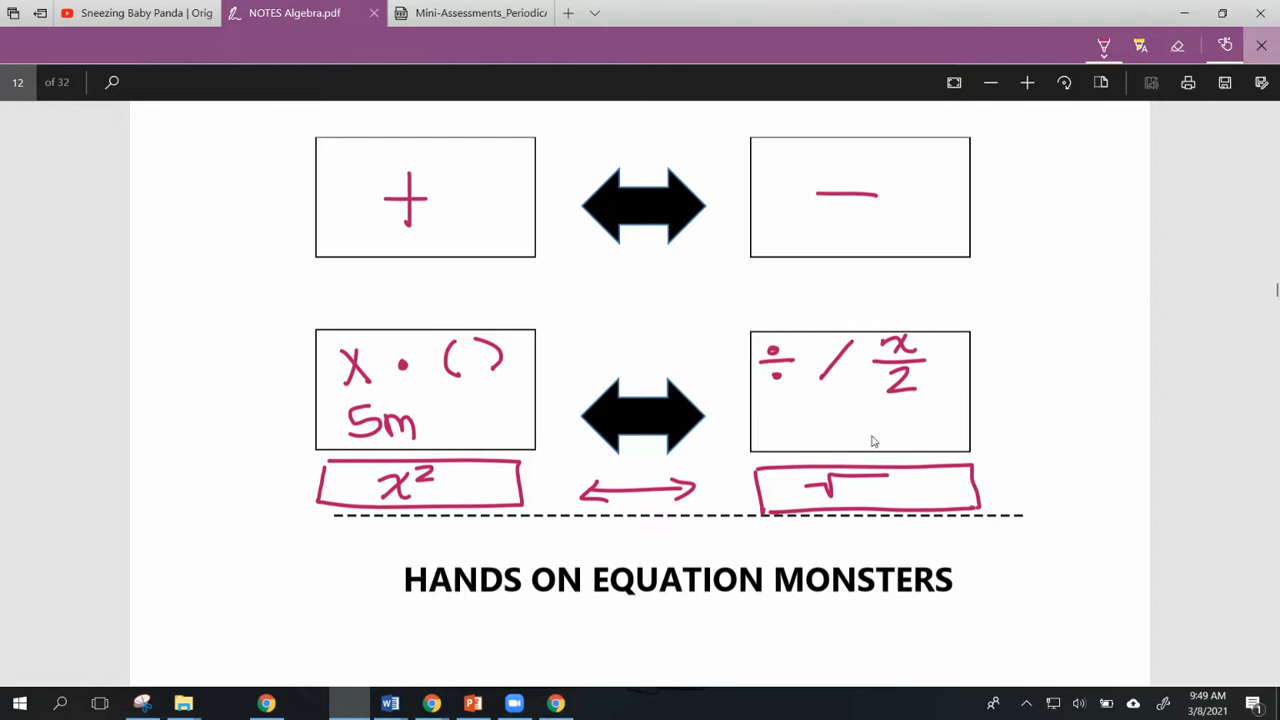 Sneezing Baby Panda | Orig
NOTES Algebra.pdf
Mini-Assessments_Periodica
12 of 32
+
−
x • ( )
÷ / x/2
5m
x²
√
HANDS ON EQUATION MONSTERS
9:49 AM
3/8/2021